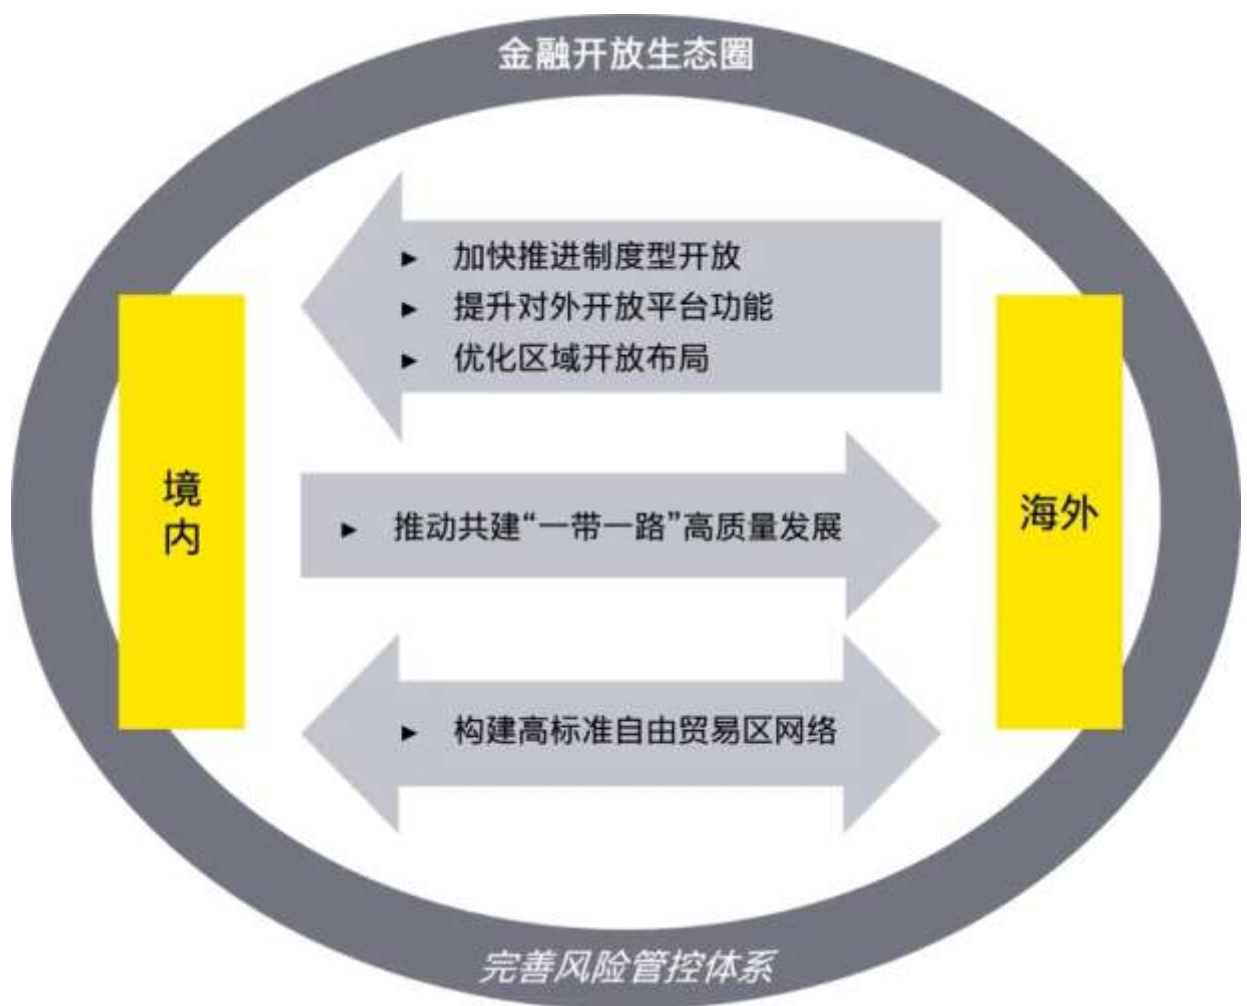 金融开放生态圈
► 加快推进制度型开放
► 提升对外开放平台功能
► 优化区域开放布局
境
内
► 推动共建“一带一路”高质量发展
海外
► 构建高标准自由贸易区网络
完善风险管控体系